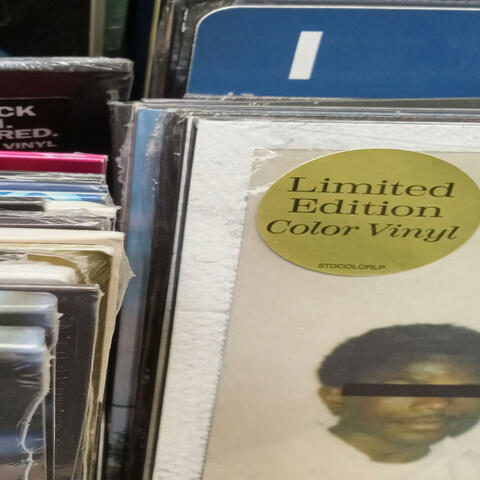 CK
RED.
VINYL
Limited
Edition
Color Vinyl
STDCOLORLP